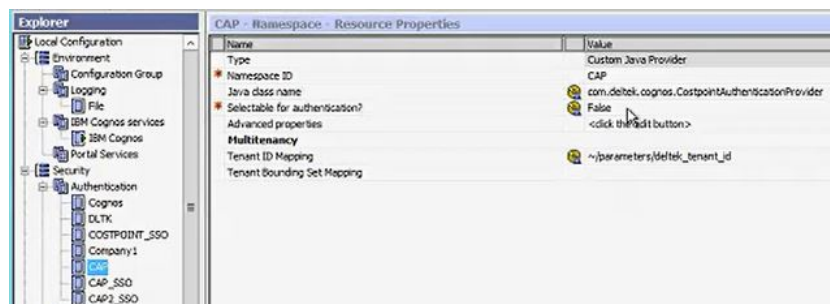 Explorer
Local Configuration
Environment
Configuration Group
Logging
File
IBM Cognos services
IBM Cognos
Portal Services
Security
Authentication
Cognos
DLTK
COSTPOINT_SSO
Company1
CAP
CAP_SSO
CAP2_SSO
CAP - Namespace - Resource Properties
Name Value
Type Custom Java Provider
* Namespace ID CAP
Java class name com.deltek.cognos.CostpointAuthenticationProvider
* Selectable for authentication? False
Advanced properties <click the edit button>
Multitenancy
Tenant ID Mapping ~/parameters/deltek_tenant_id
Tenant Bounding Set Mapping